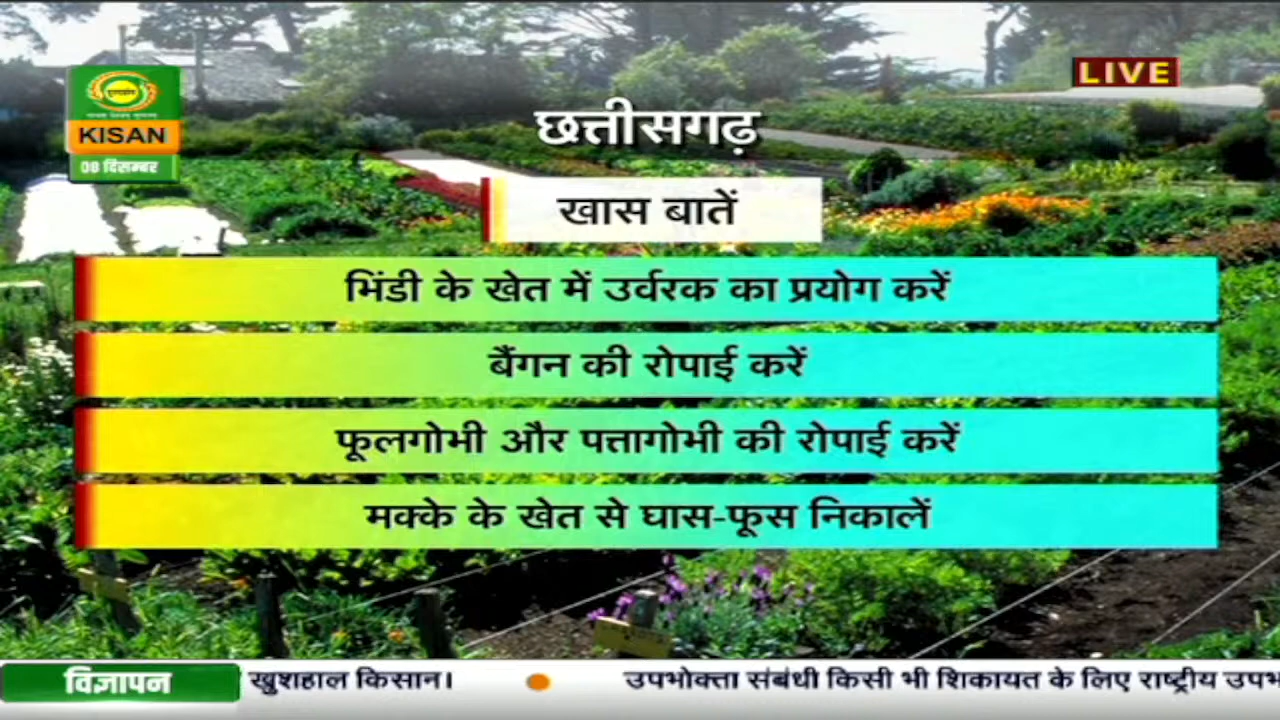 LIVE
KISAN
08 दिसम्बर
छत्तीसगढ़
खास बातें
भिंडी के खेत में उर्वरक का प्रयोग करें
बैंगन की रोपाई करें
फूलगोभी और पत्तागोभी की रोपाई करें
मक्के के खेत से घास-फूस निकालें
विज्ञापन खुशहाल किसान। उपभोक्ता संबंधी किसी भी शिकायत के लिए राष्ट्रीय